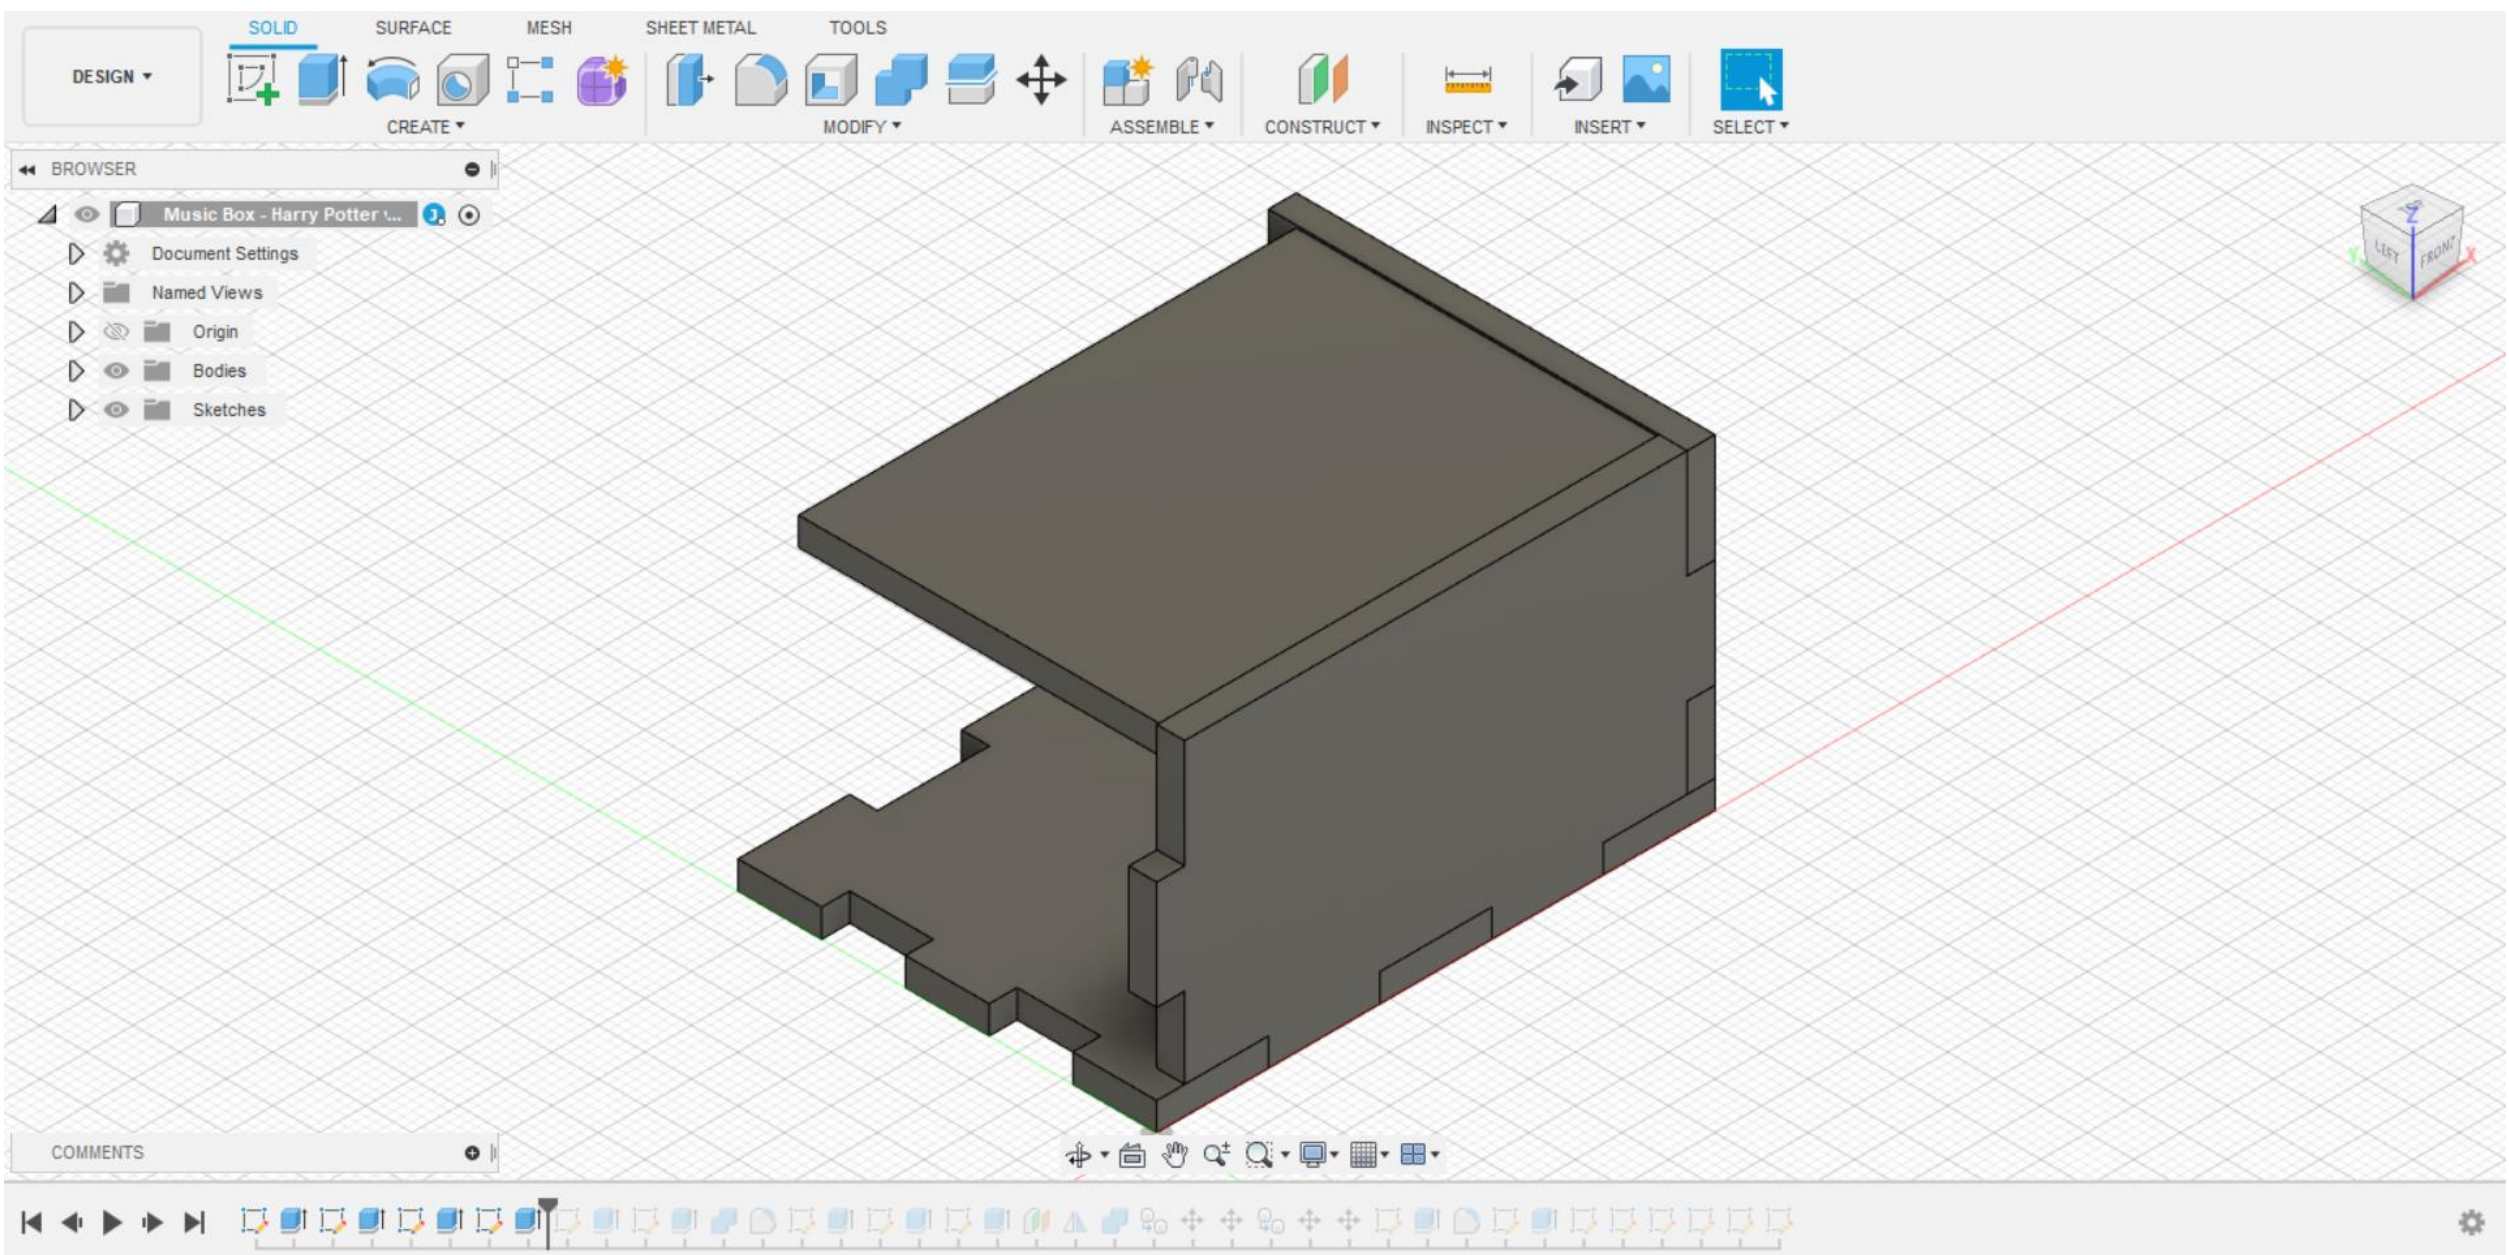 SOLID SURFACE MESH SHEET METAL TOOLS
DESIGN
CREATE MODIFY ASSEMBLE CONSTRUCT INSPECT INSERT SELECT
BROWSER
Music Box - Harry Potter
Document Settings
Named Views
Origin
Bodies
Sketches
LEFT FRONT
Z
Y X
COMMENTS